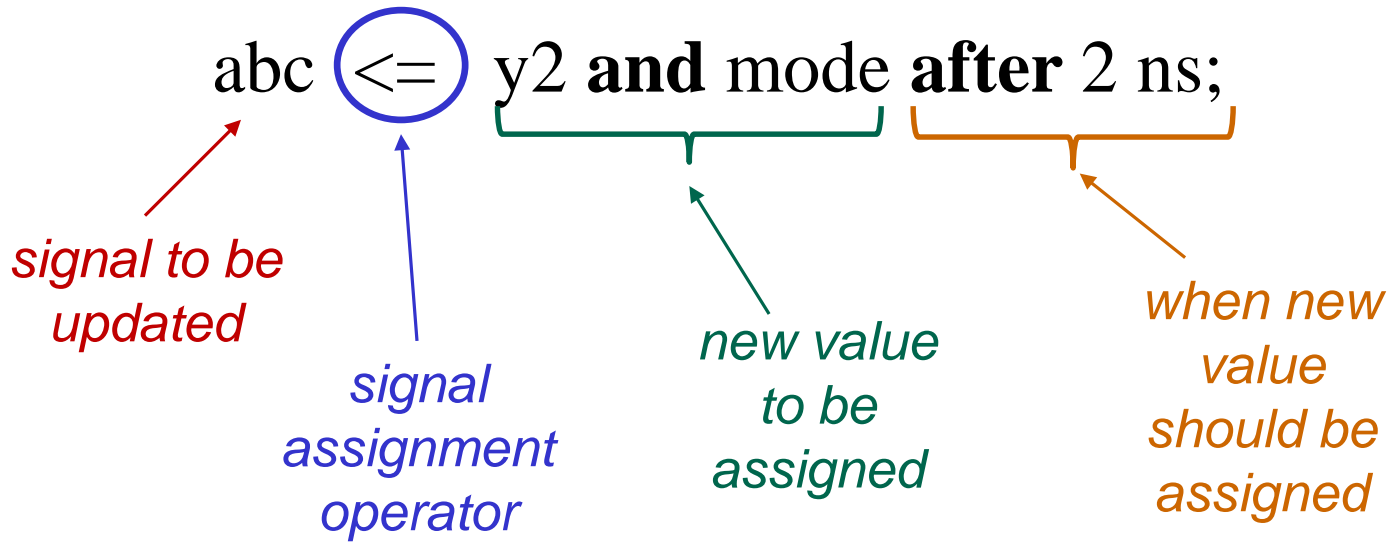 abc <= y2 and mode after 2 ns;
signal to be
updated
signal
assignment
operator
new value
to be
assigned
when new
value
should be
assigned